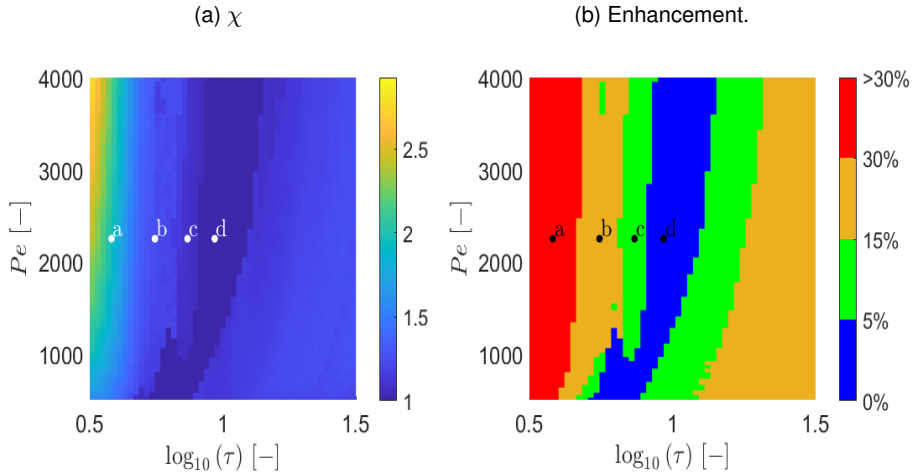 (a) χ
(b) Enhancement.
4000
3000
2000
1000
Pe [−]
0.5
1
1.5
log10 (τ) [−]
a
b
c
d
2.5
2
1.5
1
4000
3000
2000
1000
Pe [−]
0.5
1
1.5
log10 (τ) [−]
a
b
c
d
>30%
30%
15%
5%
0%